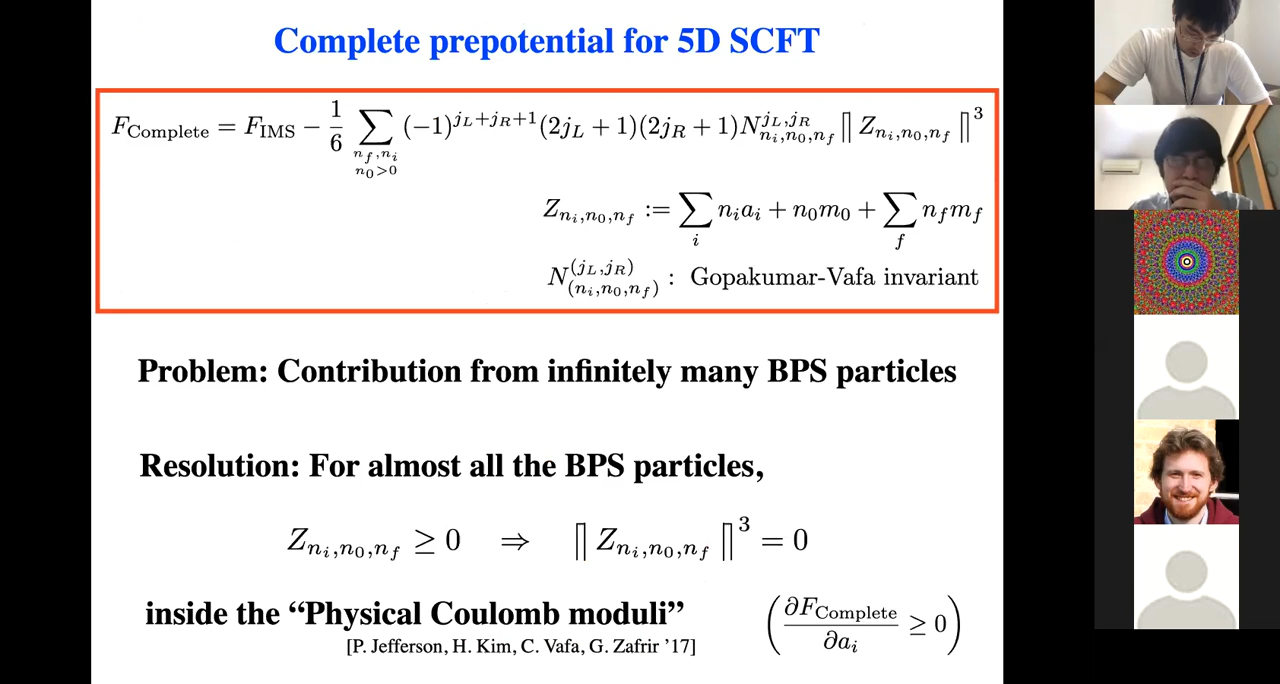 Complete prepotential for 5D SCFT
F_Complete = F_IMS − 1/6 ∑_{n_f,n_i n_0>0} (−1)^{j_L+j_R+1}(2j_L + 1)(2j_R + 1)N^{j_L,j_R}_{n_i,n_0,n_f} ⟦ Z_{n_i,n_0,n_f} ⟧^3
Z_{n_i,n_0,n_f} := ∑_i n_i a_i + n_0 m_0 + ∑_f n_f m_f
N^{(j_L,j_R)}_{(n_i,n_0,n_f)} : Gopakumar-Vafa invariant
Problem: Contribution from infinitely many BPS particles
Resolution: For almost all the BPS particles,
Z_{n_i,n_0,n_f} ≥ 0 ⇒ ⟦ Z_{n_i,n_0,n_f} ⟧^3 = 0
inside the “Physical Coulomb moduli” (∂F_Complete/∂a_i ≥ 0)
[P. Jefferson, H. Kim, C. Vafa, G. Zafrir ’17]